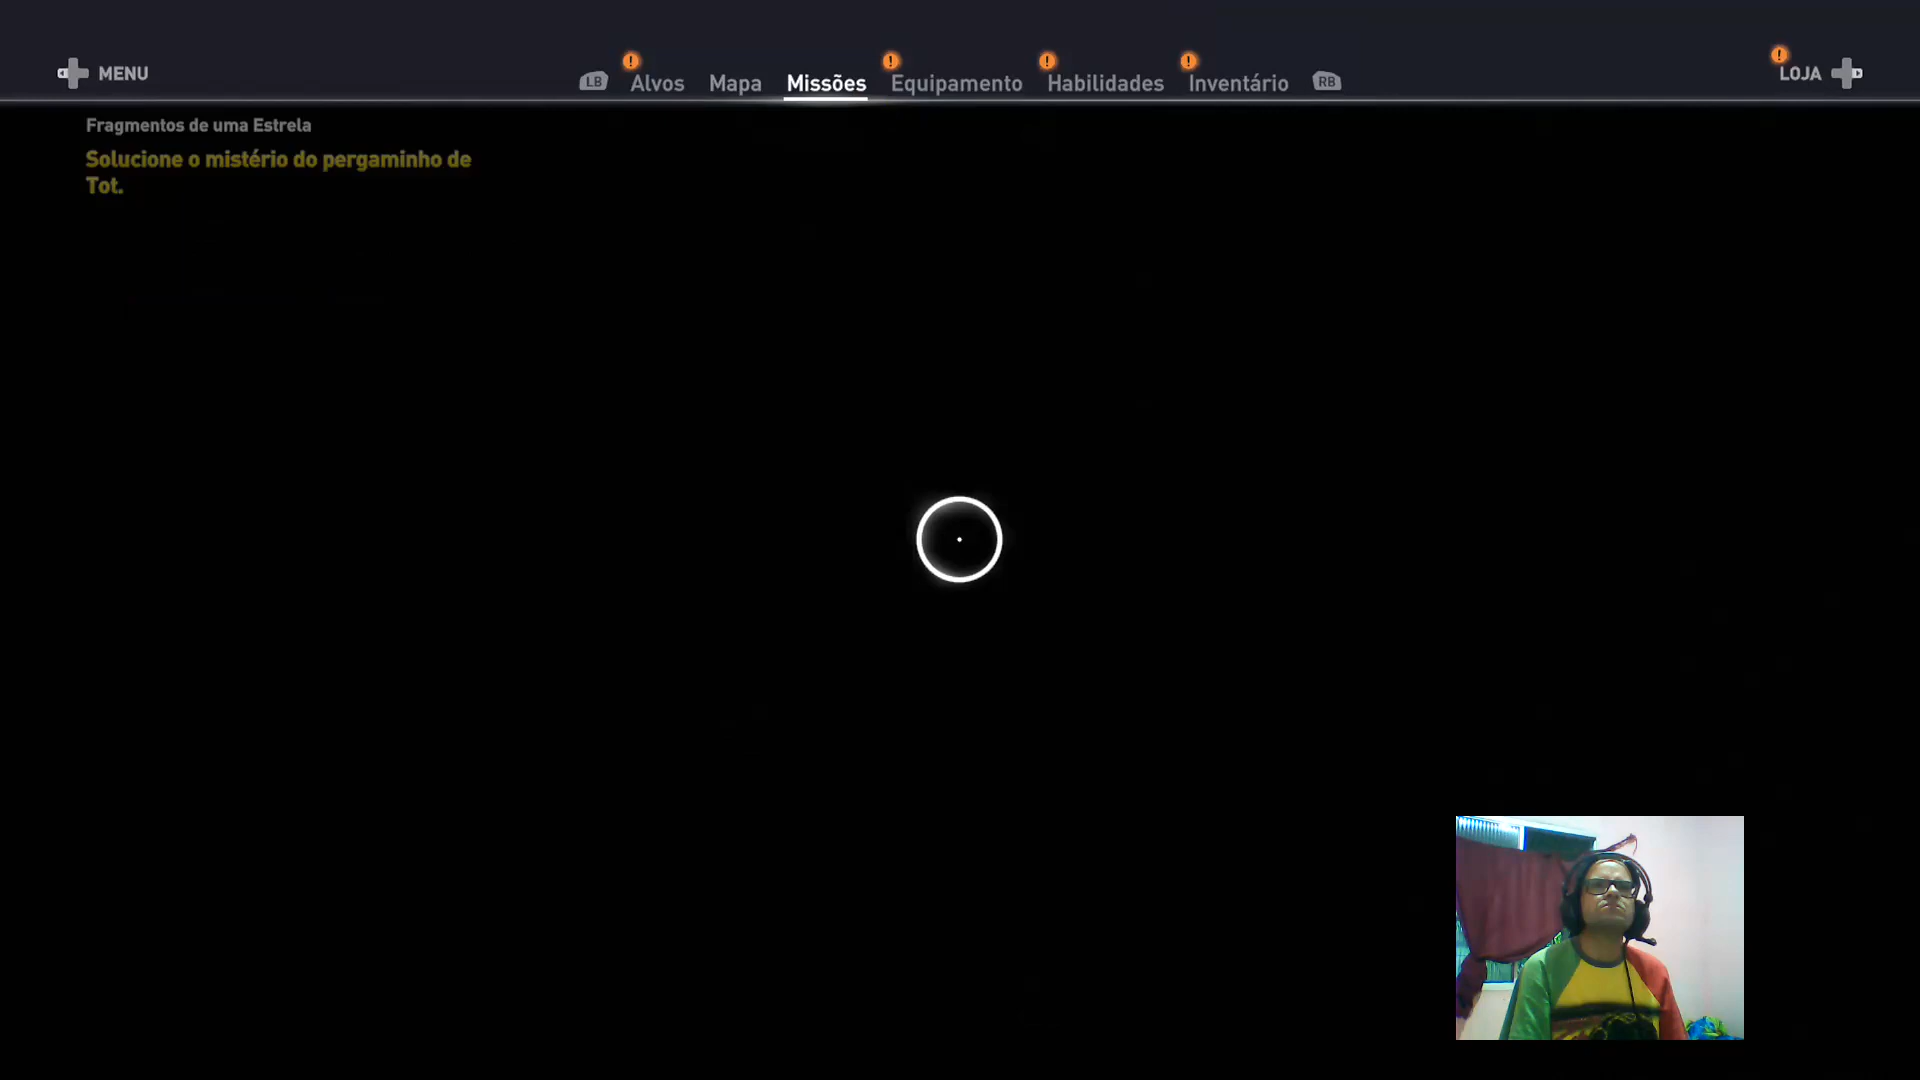 MENU
LB Alvos Mapa Missões Equipamento Habilidades Inventário RB
LOJA
Fragmentos de uma Estrela
Solucione o mistério do pergaminho de
Tot.